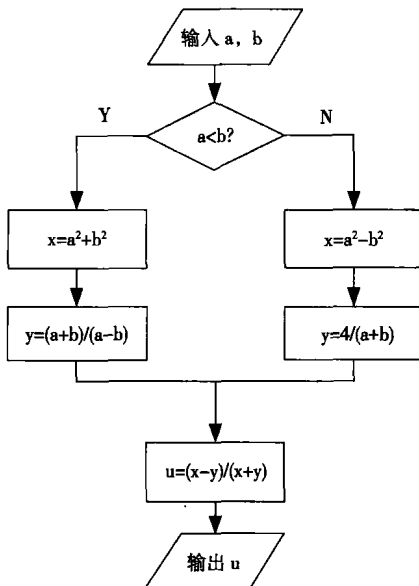 输入 a，b
a<b?
Y
N
x=a²+b²
x=a²−b²
y=(a+b)/(a−b)
y=4/(a+b)
u=(x−y)/(x+y)
输出 u